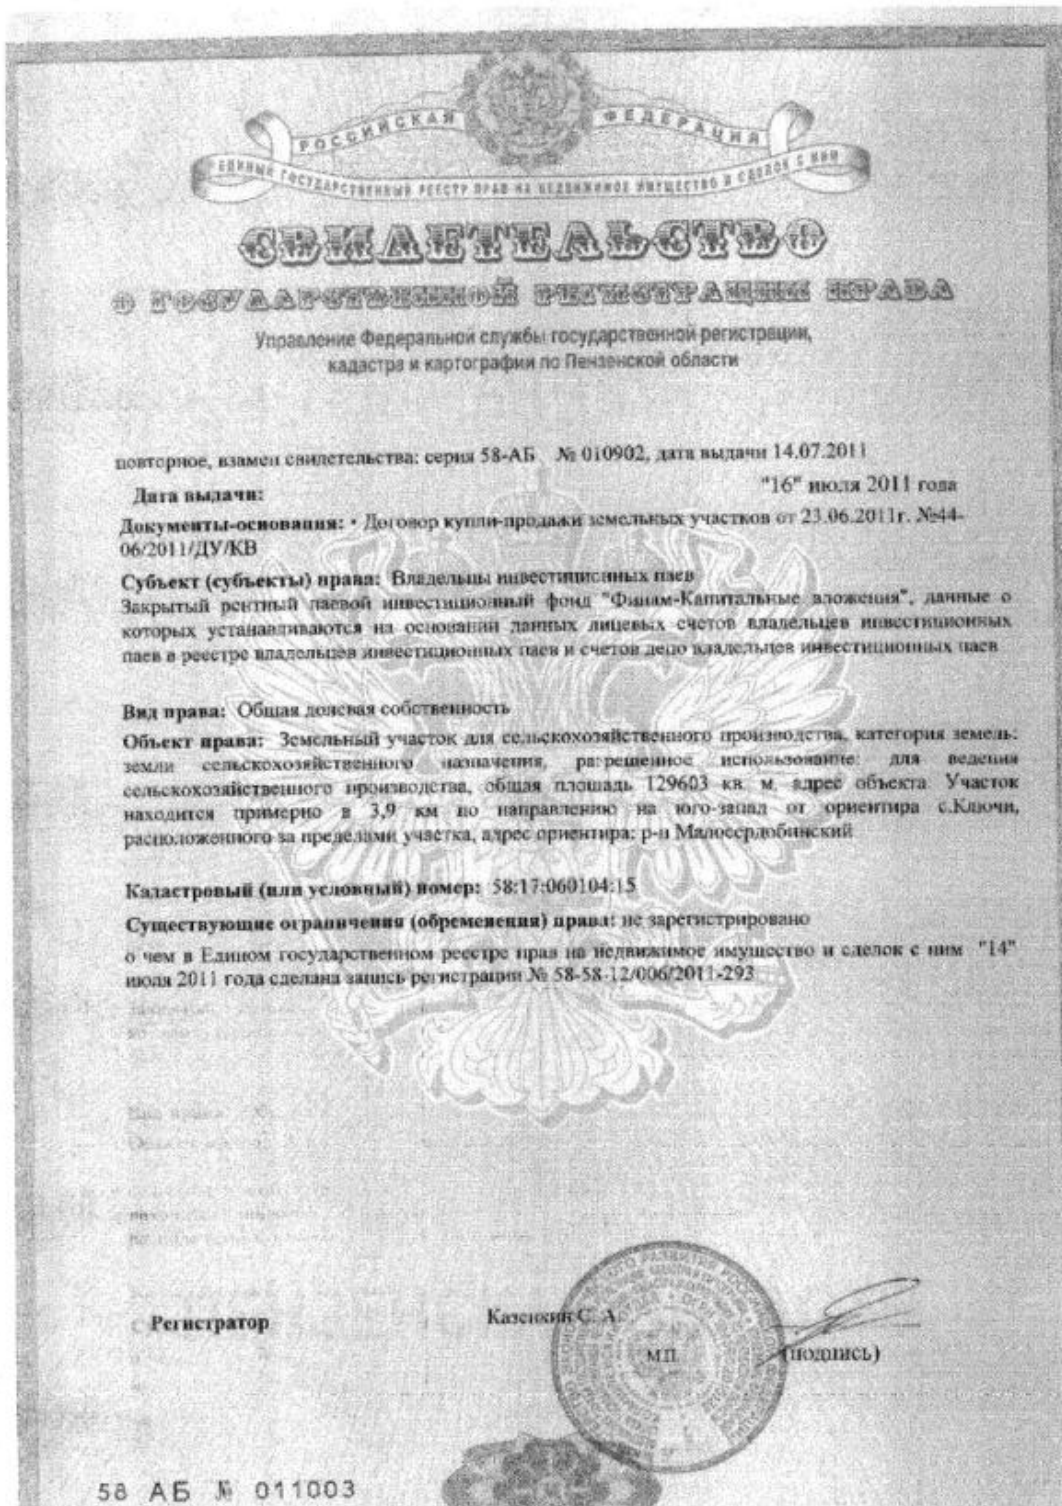 РОССИЙСКАЯ ФЕДЕРАЦИЯ
ЕДИНЫЙ ГОСУДАРСТВЕННЫЙ РЕЕСТР ПРАВ НА НЕДВИЖИМОЕ ИМУЩЕСТВО И СДЕЛОК С НИМ
СВИДЕТЕЛЬСТВО
О ГОСУДАРСТВЕННОЙ РЕГИСТРАЦИИ ПРАВА
Управление Федеральной службы государственной регистрации,
кадастра и картографии по Пензенской области
повторное, взамен свидетельства: серия 58-АБ № 010902, дата выдачи 14.07.2011
Дата выдачи: "16" июля 2011 года
Документы-основания: • Договор купли-продажи земельных участков от 23.06.2011г. №44-
06/2011/ДУ/КВ
Субъект (субъекты) права: Владельцы инвестиционных паев
Закрытый рентный паевой инвестиционный фонд "Финам-Капитальные вложения", данные о
которых устанавливаются на основании данных лицевых счетов владельцев инвестиционных
паев в реестре владельцев инвестиционных паев и счетов депо владельцев инвестиционных паев
Вид права: Общая долевая собственность
Объект права: Земельный участок для сельскохозяйственного производства, категория земель:
земли сельскохозяйственного назначения, разрешенное использование: для ведения
сельскохозяйственного производства, общая площадь 129603 кв. м, адрес объекта: Участок
находится примерно в 3,9 км по направлению на юго-запад от ориентира с.Ключи,
расположенного за пределами участка, адрес ориентира: р-н Малосердобинский
Кадастровый (или условный) номер: 58:17:060104:15
Существующие ограничения (обременения) права: не зарегистрировано
о чем в Едином государственном реестре прав на недвижимое имущество и сделок с ним "14"
июля 2011 года сделана запись регистрации № 58-58-12/006/2011-293
Регистратор Казенкин С. А.
М.П. (подпись)
58 АБ № 011003